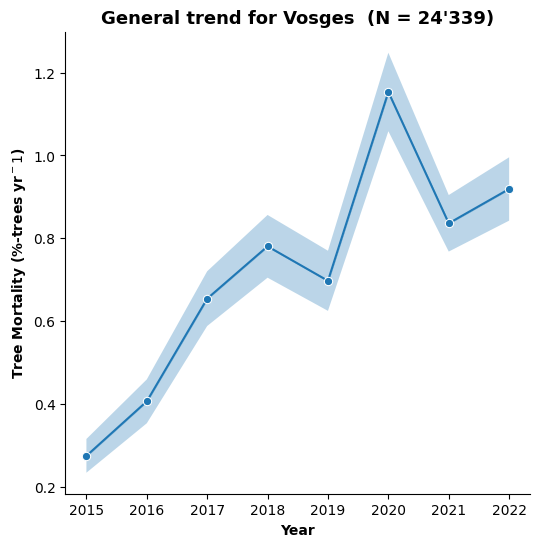 General trend for Vosges (N = 24'339)
Tree Mortality (%-trees yr⁻1)
1.2
1.0
0.8
0.6
0.4
0.2
2015 2016 2017 2018 2019 2020 2021 2022
Year